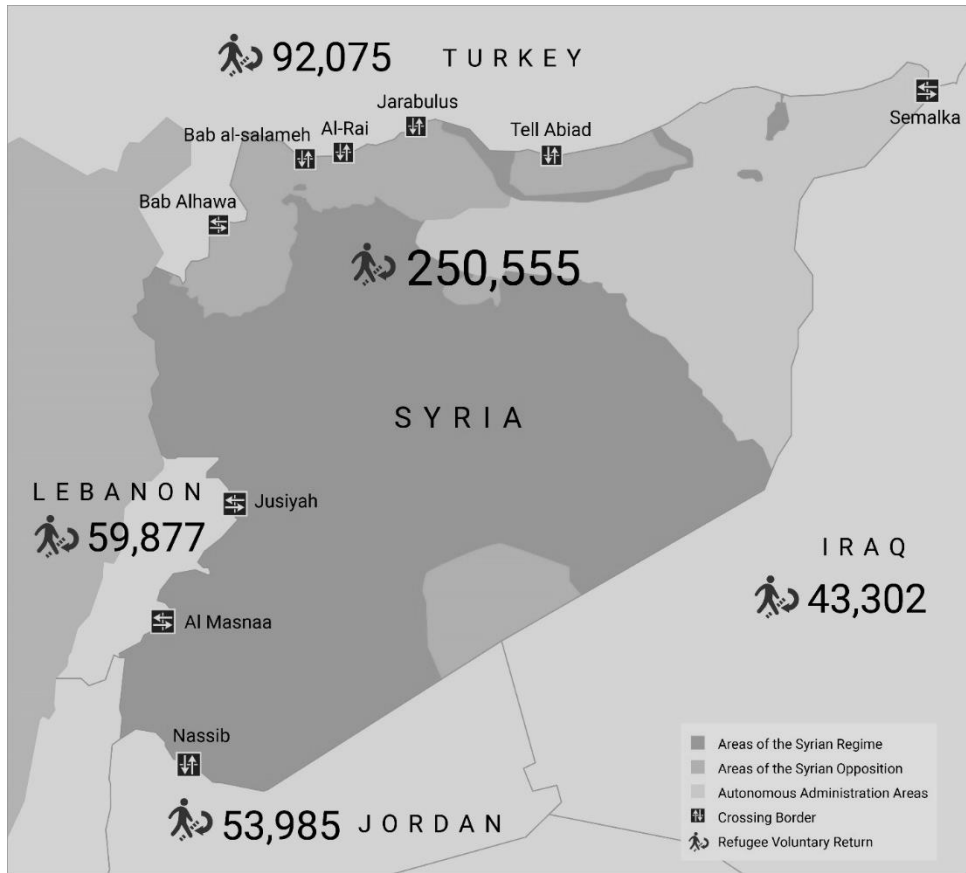 92,075 TURKEY
Jarabulus
Bab al-salameh
Al-Rai
Tell Abiad
Semalka
Bab Alhawa
250,555
SYRIA
LEBANON
59,877
Jusiyah
IRAQ
43,302
Al Masnaa
Nassib
53,985 JORDAN
Areas of the Syrian Regime
Areas of the Syrian Opposition
Autonomous Administration Areas
Crossing Border
Refugee Voluntary Return